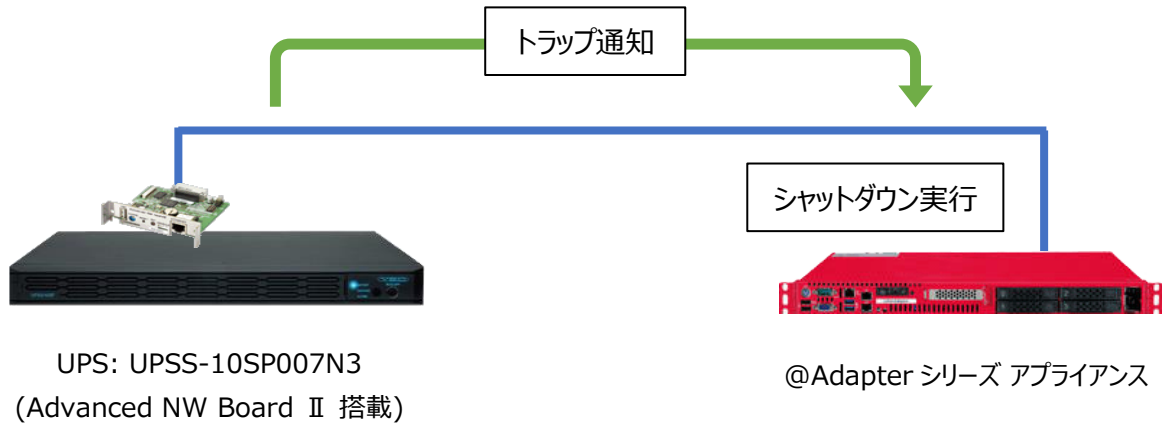 トラップ通知
シャットダウン実行
UPS: UPSS-10SP007N3
(Advanced NW Board Ⅱ 搭載)
@Adapter シリーズ アプライアンス